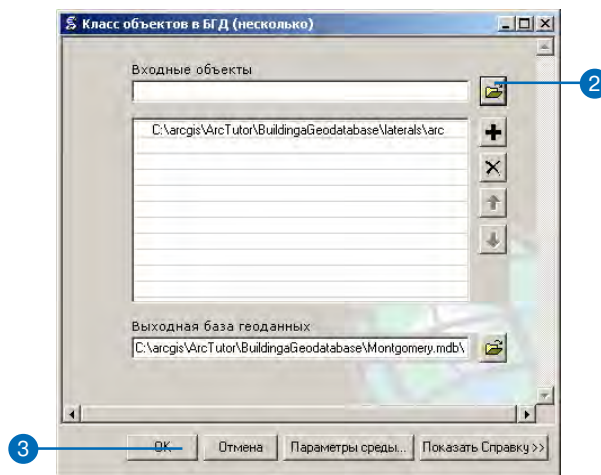 Класс объектов в БГД (несколько)
Входные объекты
2
C:\arcgis\ArcTutor\BuildingaGeodatabase\laterals\arc
Выходная база геоданных
C:\arcgis\ArcTutor\BuildingaGeodatabase\Montgomery.mdb\
3
OK
Отмена
Параметры среды...
Показать Справку >>